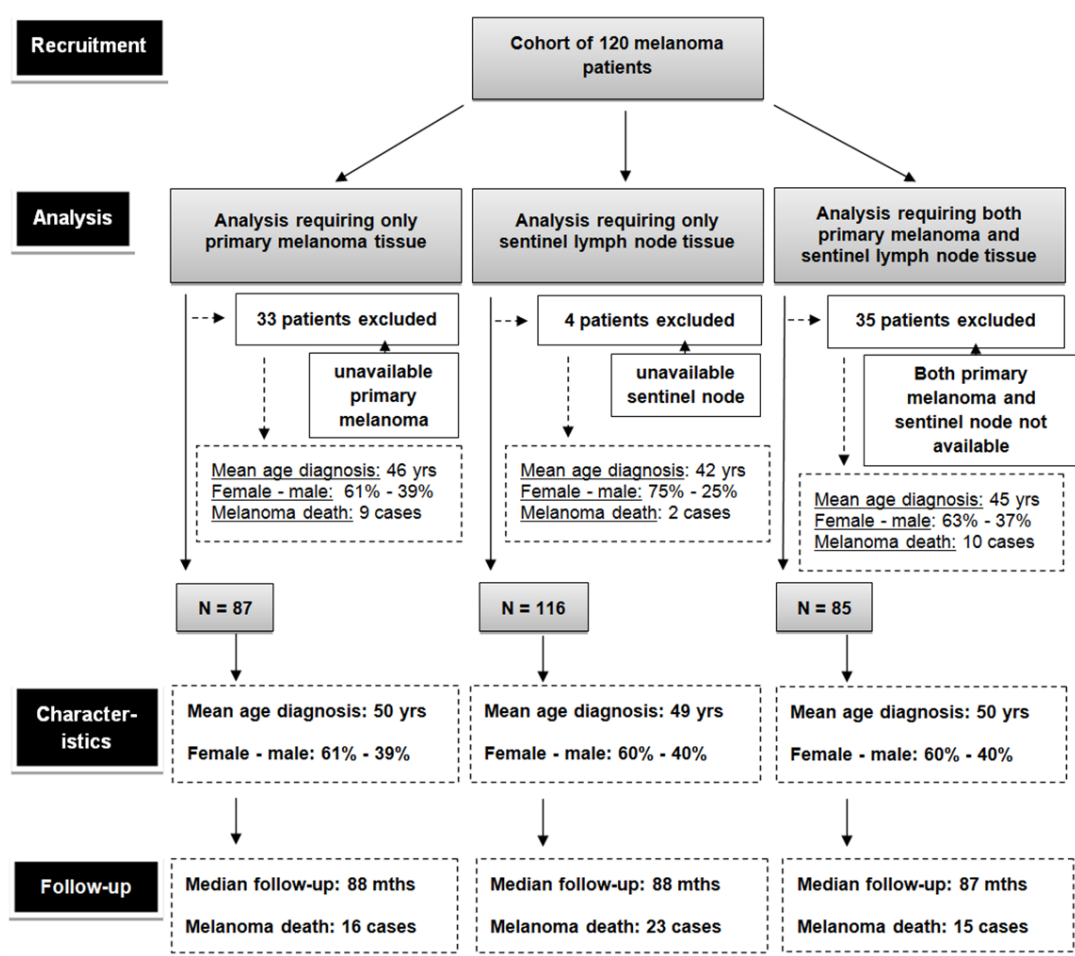 Recruitment
Cohort of 120 melanoma
patients
Analysis
Analysis requiring only
primary melanoma tissue
Analysis requiring only
sentinel lymph node tissue
Analysis requiring both
primary melanoma and
sentinel lymph node tissue
33 patients excluded
unavailable
primary
melanoma
Mean age diagnosis: 46 yrs
Female - male: 61% - 39%
Melanoma death: 9 cases
4 patients excluded
unavailable
sentinel node
Mean age diagnosis: 42 yrs
Female - male: 75% - 25%
Melanoma death: 2 cases
35 patients excluded
Both primary
melanoma and
sentinel node not
available
Mean age diagnosis: 45 yrs
Female - male: 63% - 37%
Melanoma death: 10 cases
N = 87
N = 116
N = 85
Character-
istics
Mean age diagnosis: 50 yrs
Female - male: 61% - 39%
Mean age diagnosis: 49 yrs
Female - male: 60% - 40%
Mean age diagnosis: 50 yrs
Female - male: 60% - 40%
Follow-up
Median follow-up: 88 mths
Melanoma death: 16 cases
Median follow-up: 88 mths
Melanoma death: 23 cases
Median follow-up: 87 mths
Melanoma death: 15 cases